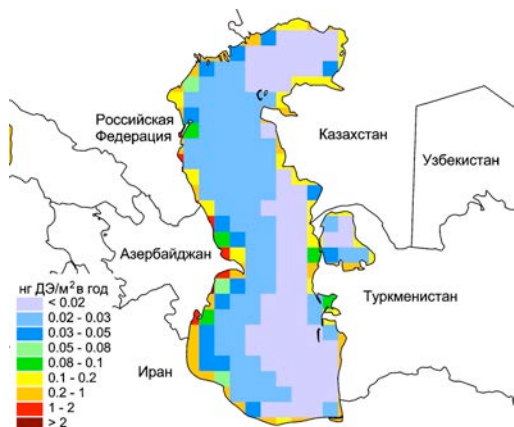 Российская
Федерация
Казахстан
Узбекистан
Азербайджан
Туркменистан
Иран
нг ДЭ/м² в год
< 0.02
0.02 - 0.03
0.03 - 0.05
0.05 - 0.08
0.08 - 0.1
0.1 - 0.2
0.2 - 1
1 - 2
> 2